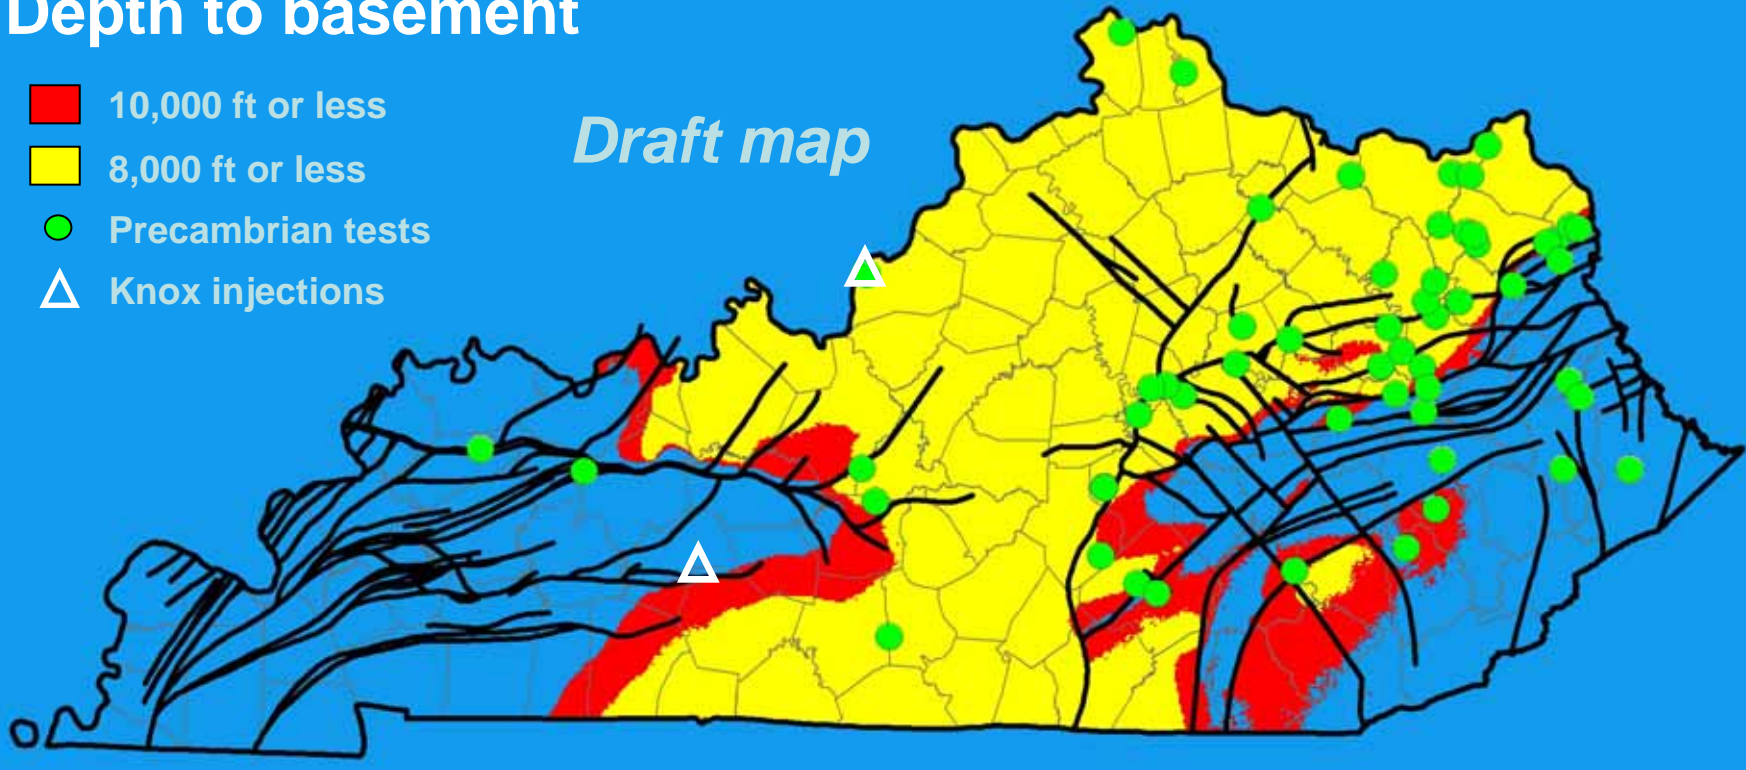 Depth to basement
10,000 ft or less
8,000 ft or less
Precambrian tests
Knox injections
Draft map